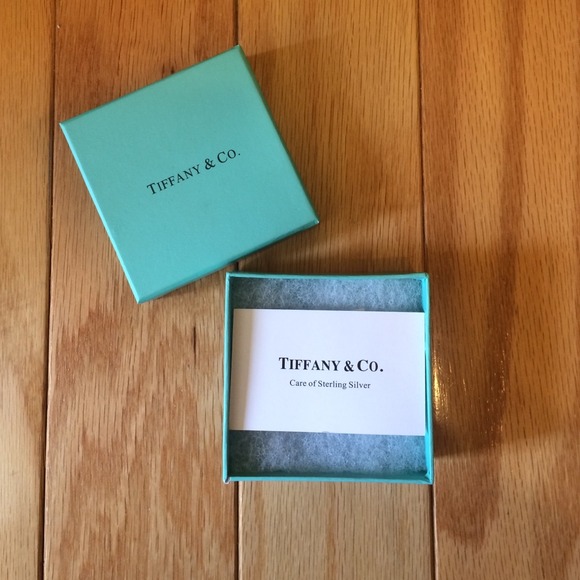 TIFFANY & CO.
TIFFANY & CO.
Care of Sterling Silver